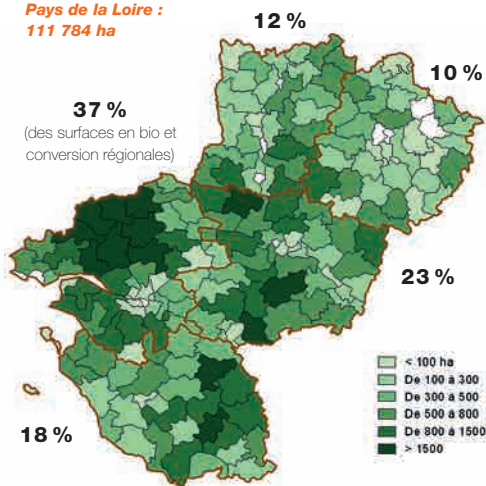 Pays de la Loire :
111 784 ha
12 %
10 %
37 %
(des surfaces en bio et
conversion régionales)
23 %
18 %
< 100 ha
De 100 à 300
De 300 à 500
De 500 à 800
De 800 à 1500
> 1500